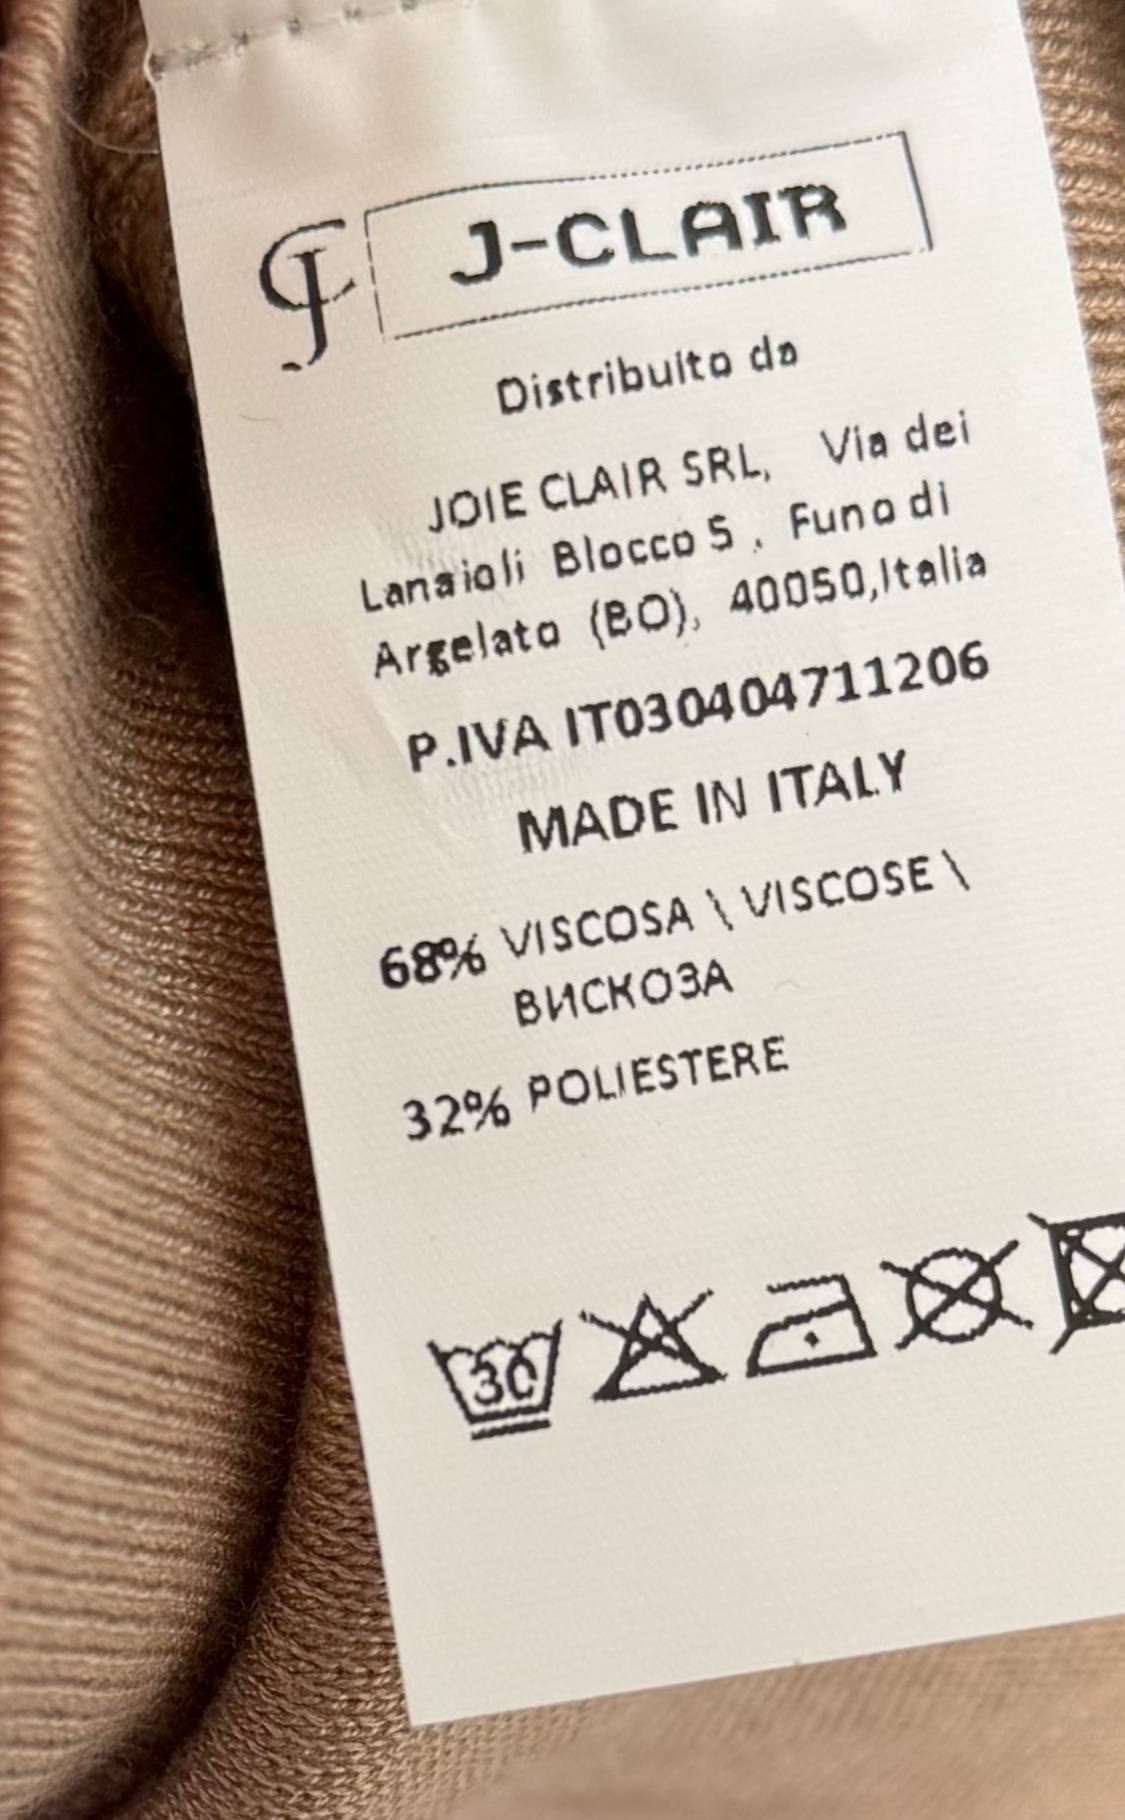 J-CLAIR
Distribuito da
JOIE CLAIR SRL, Via dei
Lanaioli Blocco 5 , Funo di
Argelato (BO), 40050,Italia
P.IVA IT030404711206
MADE IN ITALY
68% VISCOSA \ VISCOSE \
ВИСКОЗА
32% POLIESTERE
30